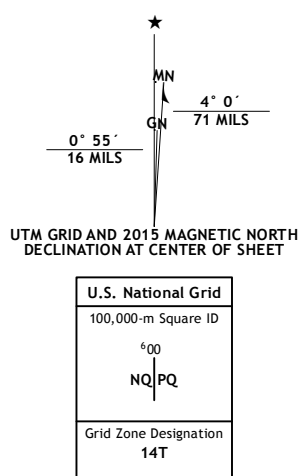 ★
MN
GN
4° 0´
71 MILS
0° 55´
16 MILS
UTM GRID AND 2015 MAGNETIC NORTH
DECLINATION AT CENTER OF SHEET
U.S. National Grid
100,000-m Square ID
⁶00
NQ PQ
Grid Zone Designation
14T